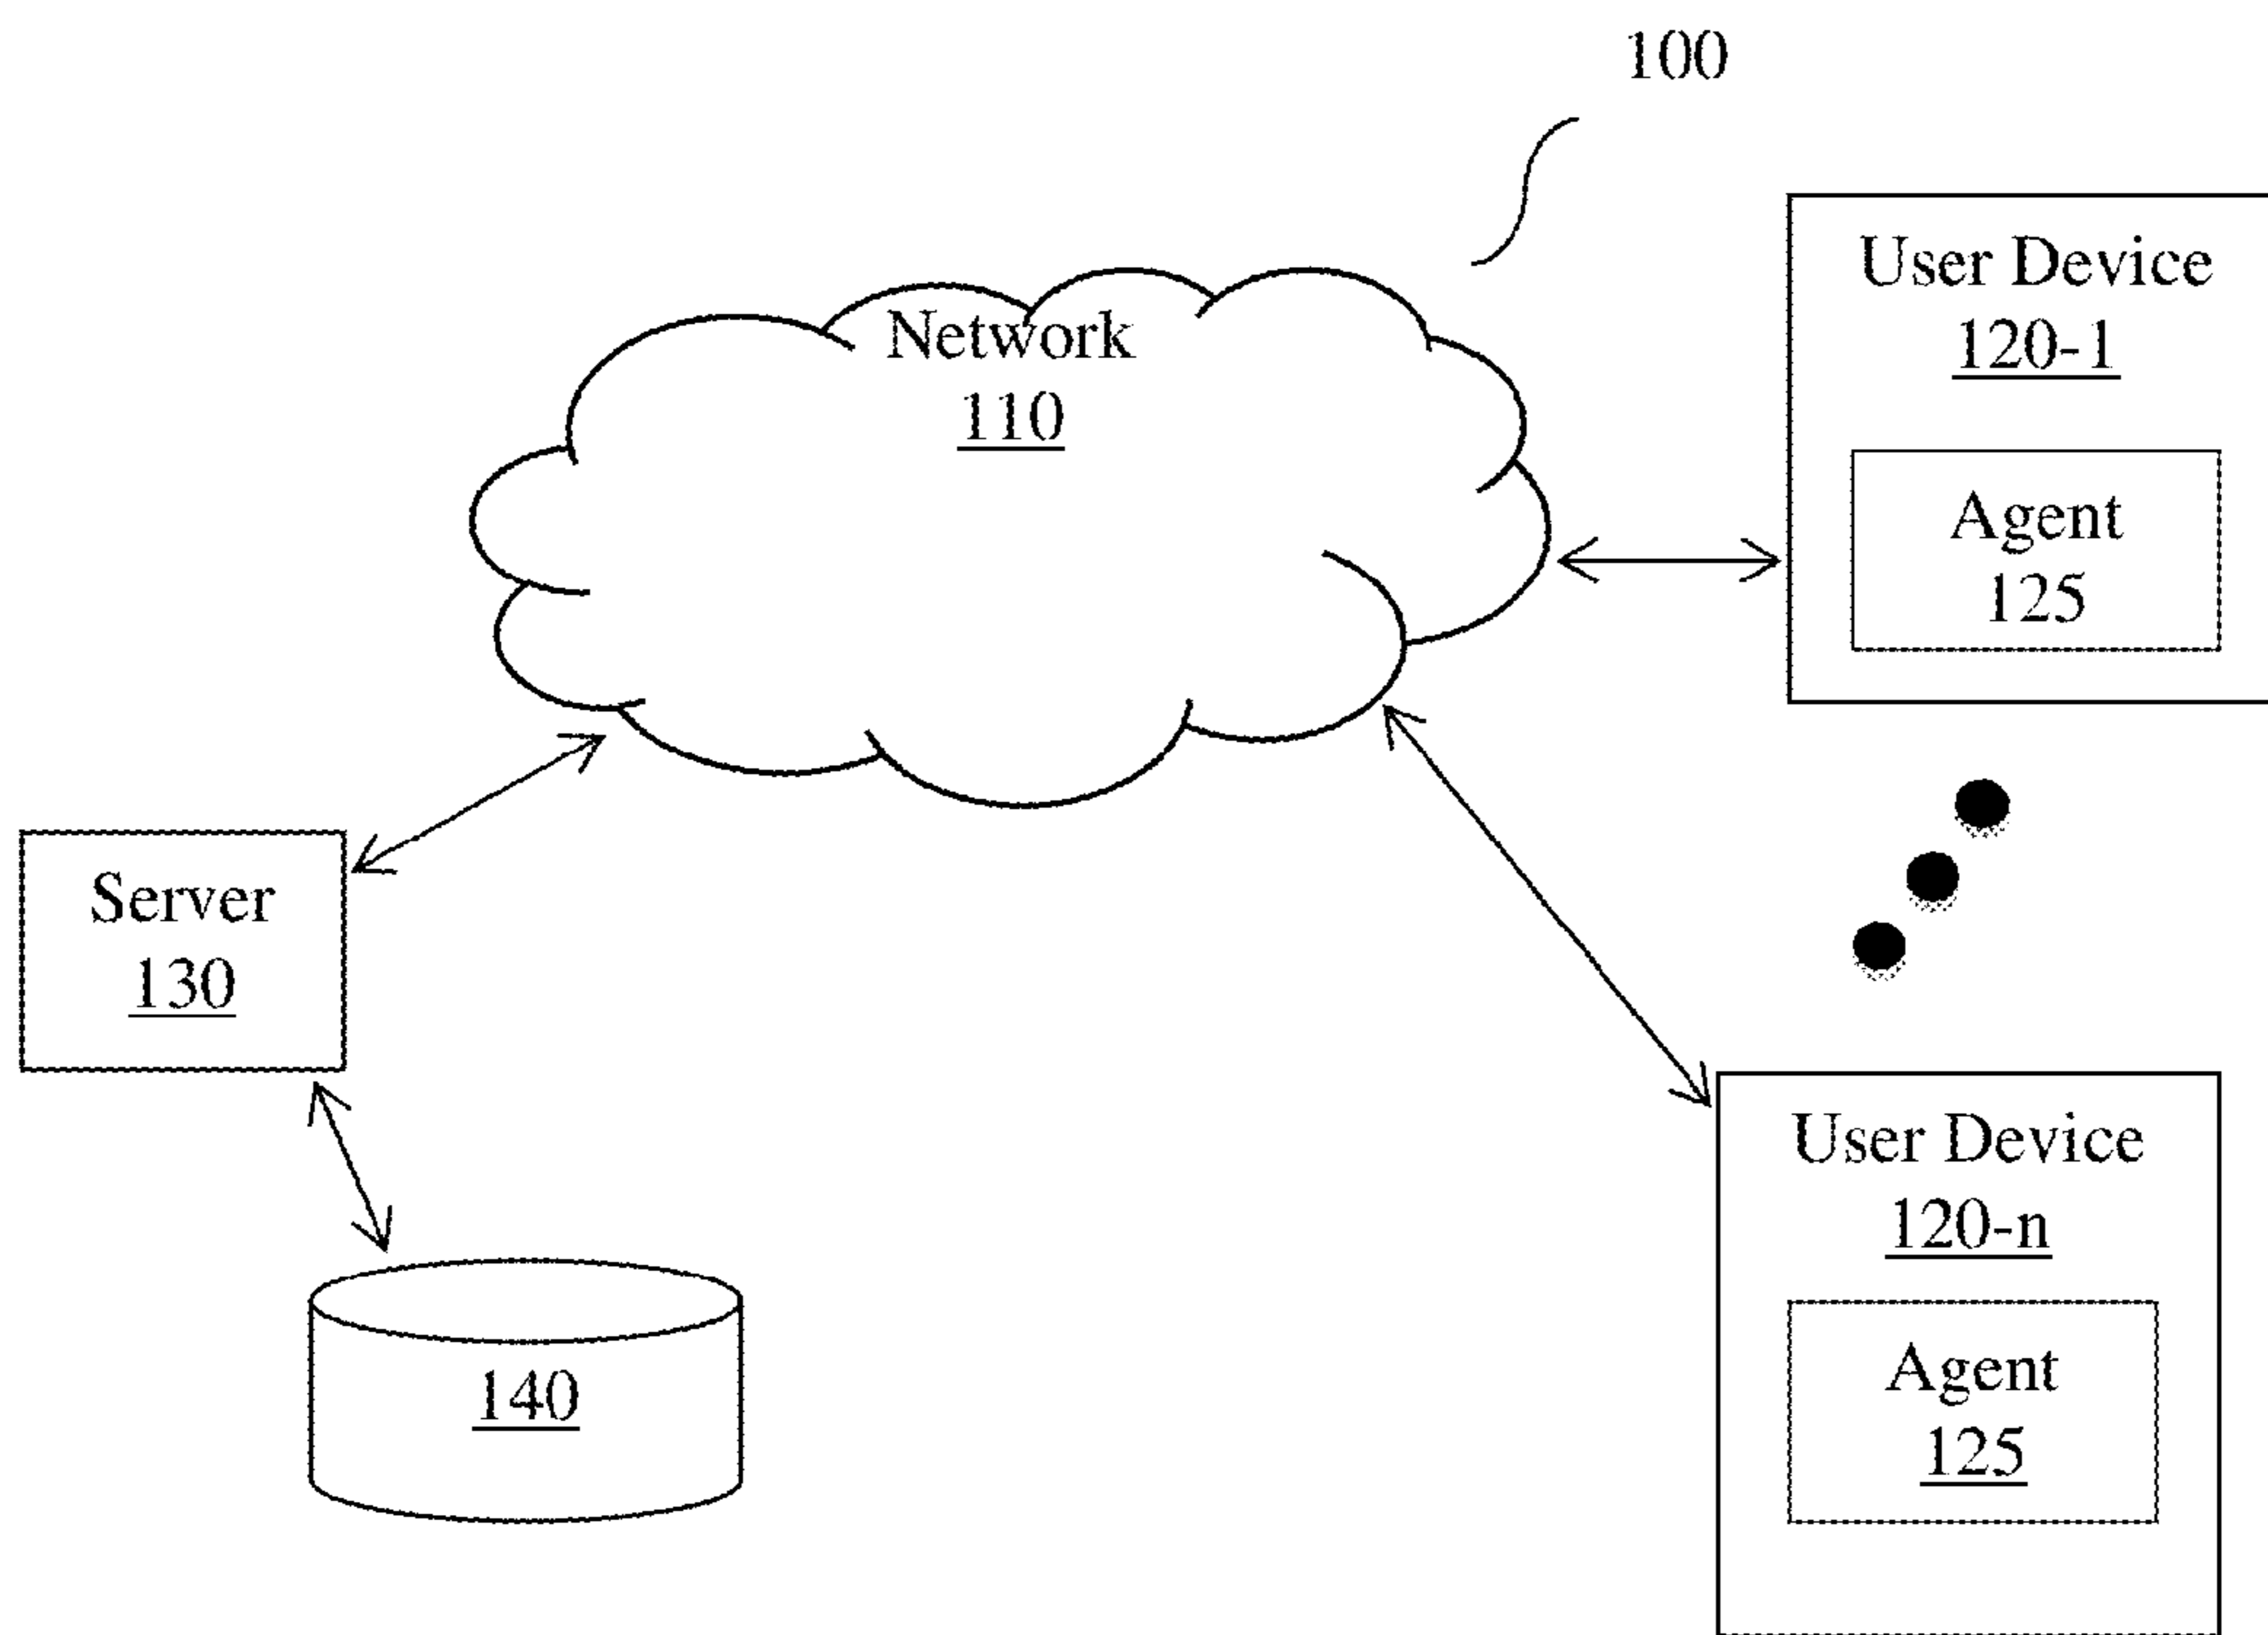 100
Network
110
User Device
120-1
Agent
125
Server
130
User Device
120-n
Agent
125
140